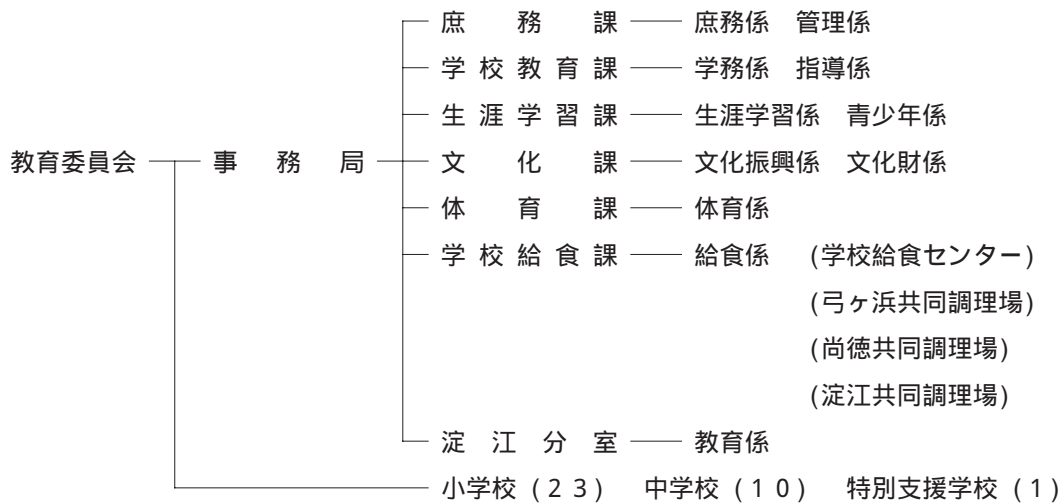 庶務課 庶務係 管理係
学校教育課 学務係 指導係
生涯学習課 生涯学習係 青少年係
教育委員会 事務局 文化課 文化振興係 文化財係
体育課 体育係
学校給食課 給食係 (学校給食センター)
(弓ヶ浜共同調理場)
(尚徳共同調理場)
(淀江共同調理場)
淀江分室 教育係
小学校(23) 中学校(10) 特別支援学校(1)